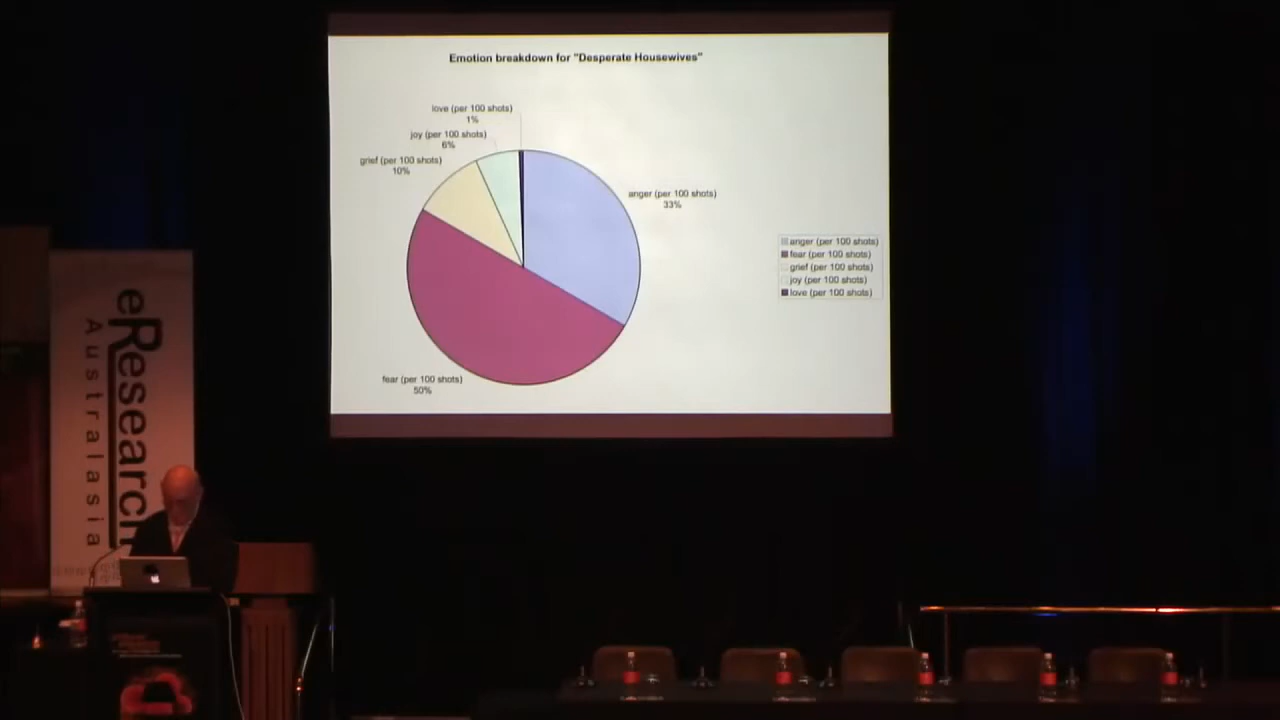 Emotion breakdown for "Desperate Housewives"
love (per 100 shots)
1%
joy (per 100 shots)
6%
grief (per 100 shots)
10%
anger (per 100 shots)
33%
fear (per 100 shots)
50%
anger (per 100 shots)
fear (per 100 shots)
grief (per 100 shots)
joy (per 100 shots)
love (per 100 shots)
eResearch
Australasia